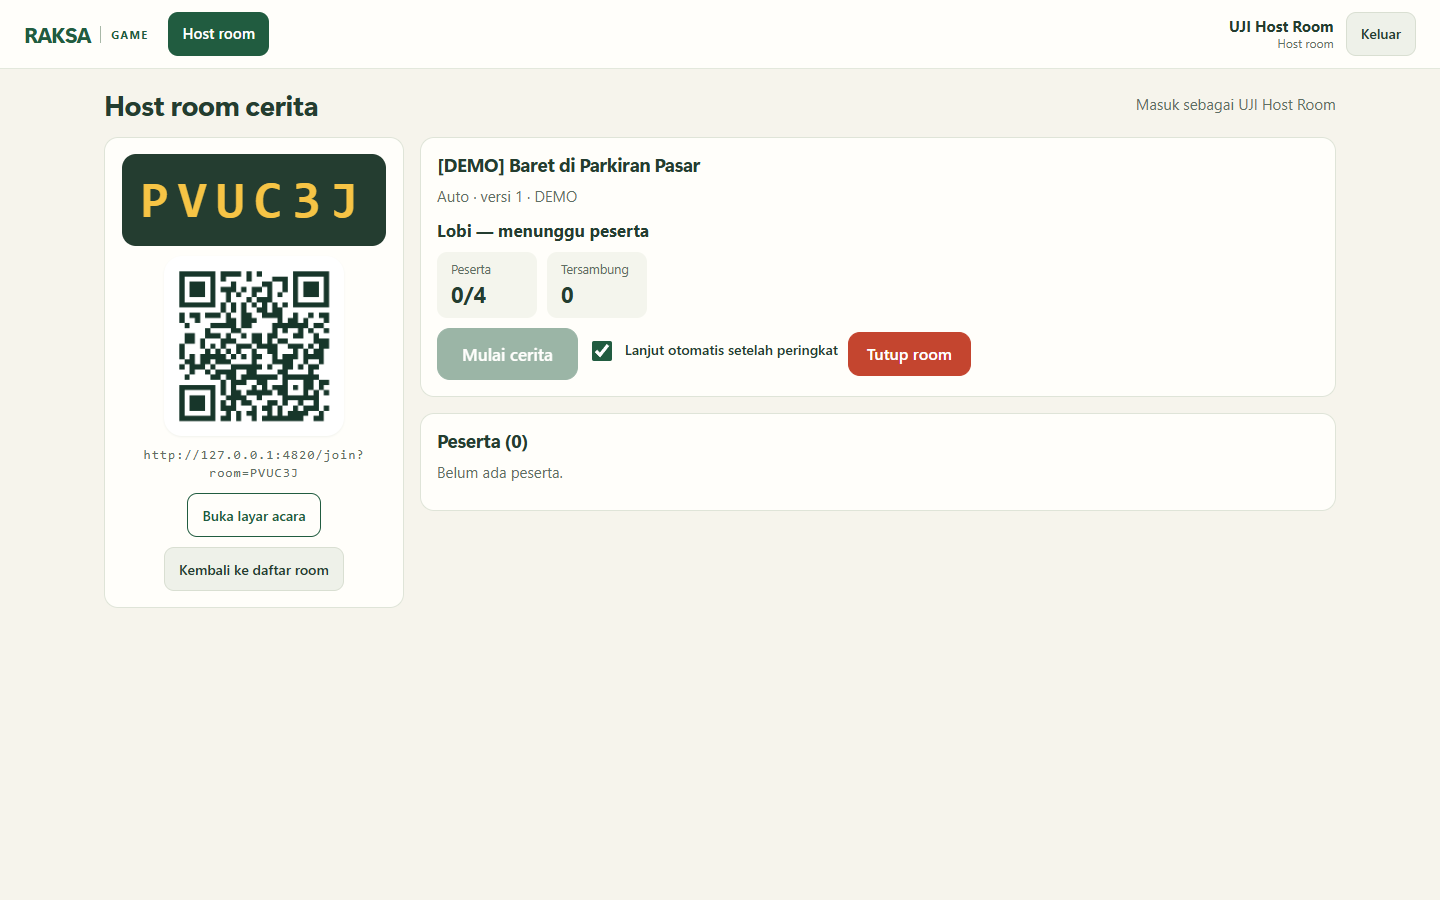 RAKSA GAME Host room
UJI Host Room
Host room
Keluar
Host room cerita
Masuk sebagai UJI Host Room
PVUC3J
http://127.0.0.1:4820/join?
room=PVUC3J
Buka layar acara
Kembali ke daftar room
[DEMO] Baret di Parkiran Pasar
Auto · versi 1 · DEMO
Lobi — menunggu peserta
Peserta
0/4
Tersambung
0
Mulai cerita
Lanjut otomatis setelah peringkat
Tutup room
Peserta (0)
Belum ada peserta.